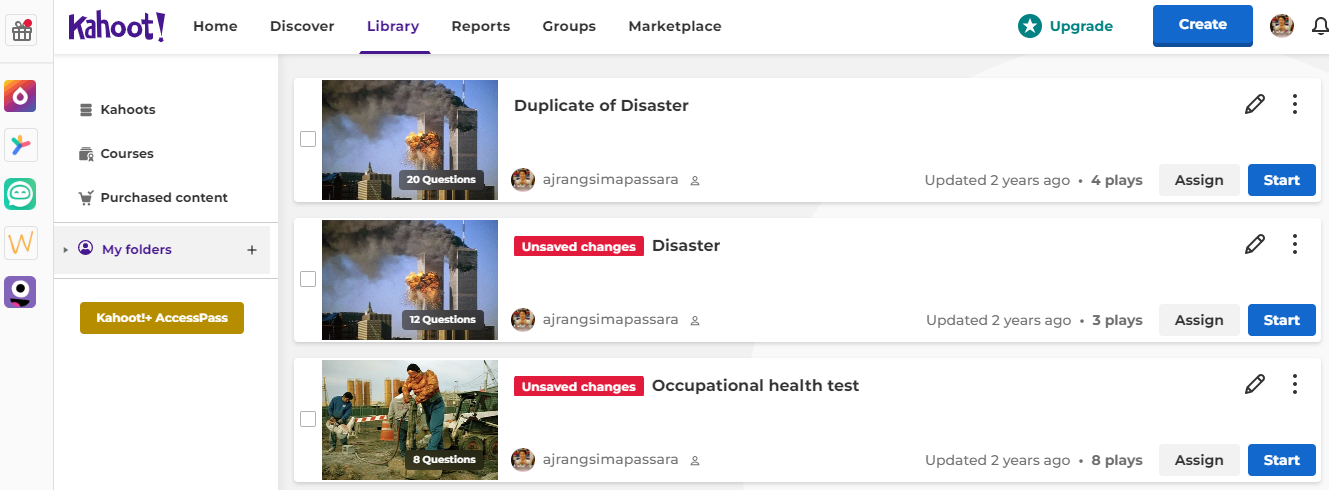 Kahoot!
Home Discover Library Reports Groups Marketplace Upgrade Create
Kahoots
Courses
Purchased content
My folders +
Kahoot!+ AccessPass
Duplicate of Disaster
20 Questions
ajrangsimapassara Updated 2 years ago • 4 plays Assign Start
Unsaved changes Disaster
12 Questions
ajrangsimapassara Updated 2 years ago • 3 plays Assign Start
Unsaved changes Occupational health test
8 Questions
ajrangsimapassara Updated 2 years ago • 8 plays Assign Start